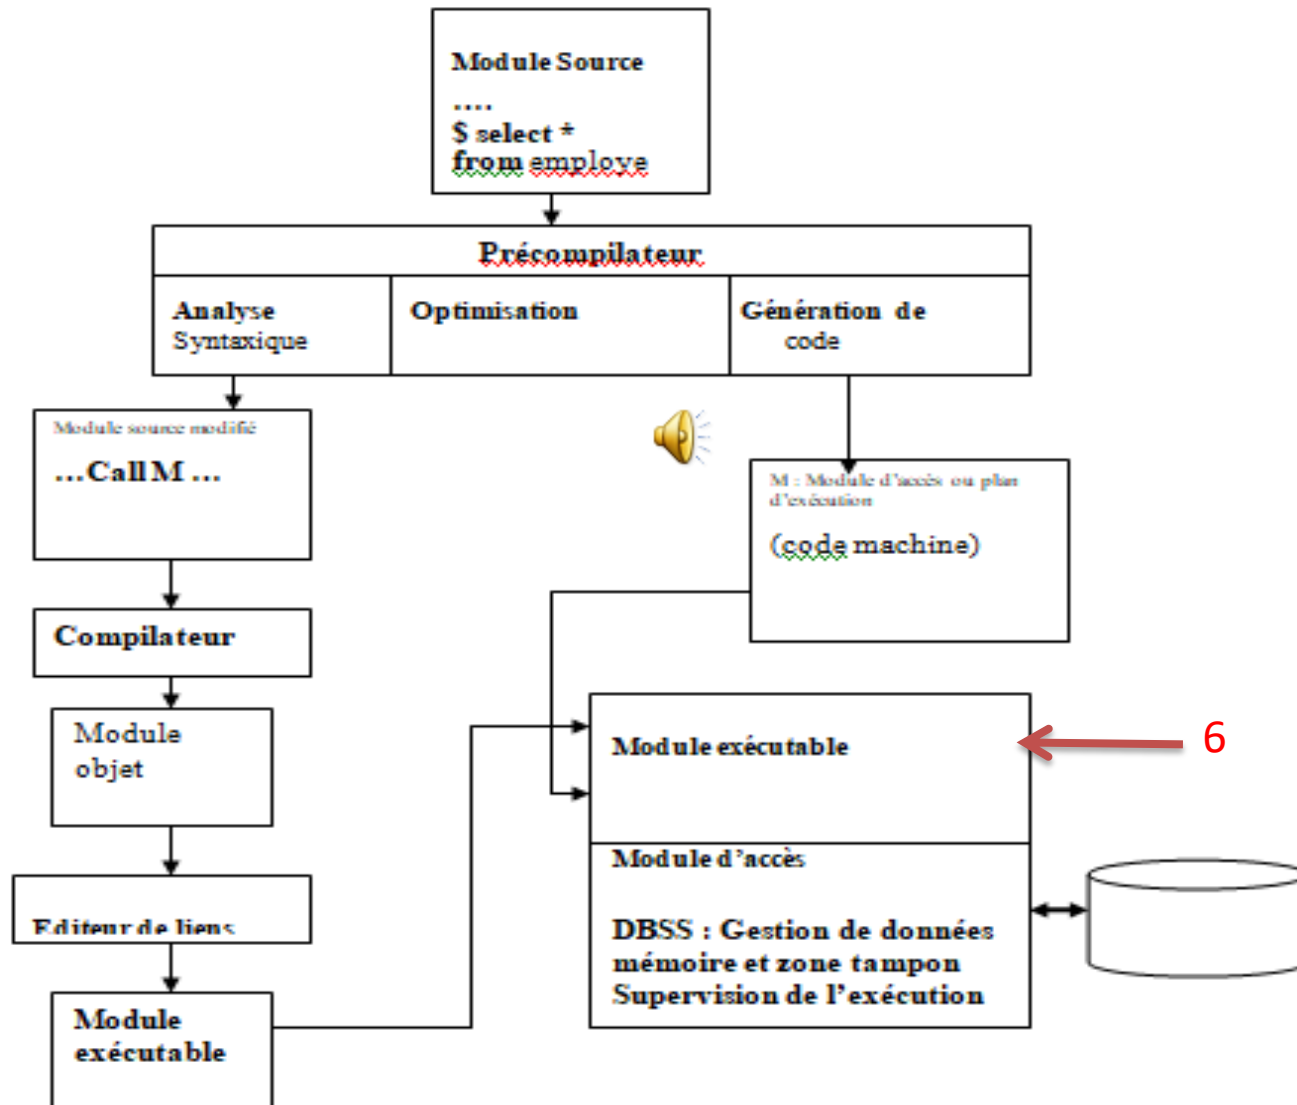 Module Source
....
$ select *
from employe
Précompilateur
Analyse
Syntaxique
Optimisation
Génération de
code
Module source modifié
...Call M ...
M : Module d'accès ou plan
d'exécution
(code machine)
Compilateur
Module
objet
Module exécutable
6
Module d'accès
DBSS : Gestion de données
mémoire et zone tampon
Supervision de l'exécution
Editeur de liens
Module
exécutable